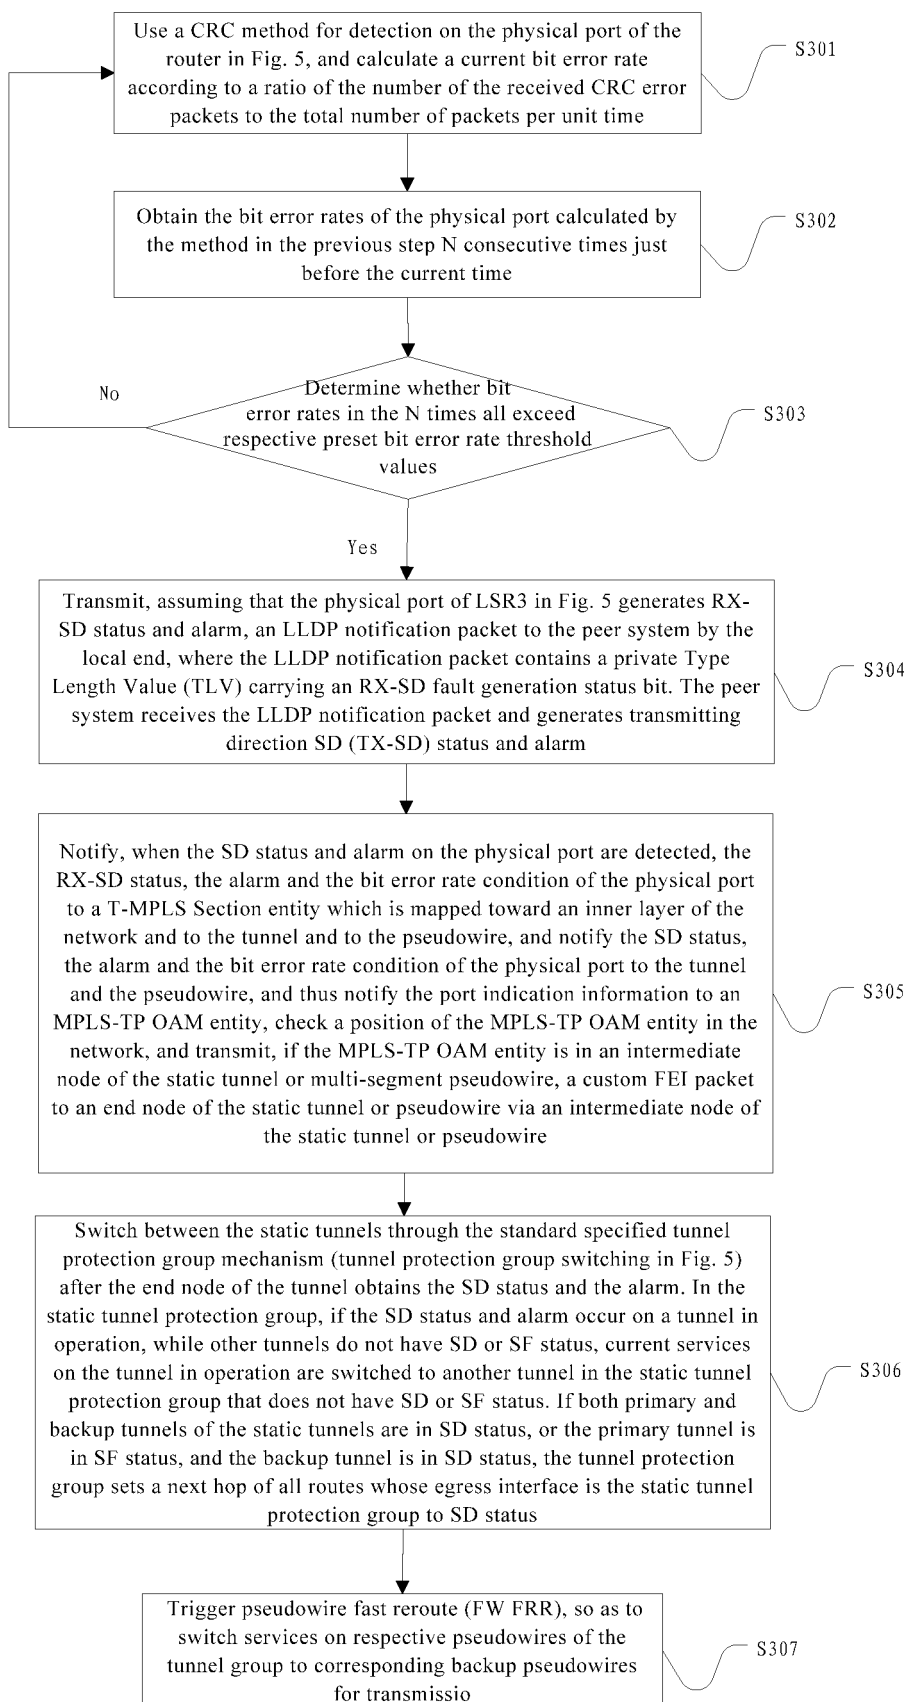 Use a CRC method for detection on the physical port of the
router in Fig. 5, and calculate a current bit error rate
according to a ratio of the number of the received CRC error
packets to the total number of packets per unit time
S301
Obtain the bit error rates of the physical port calculated by
the method in the previous step N consecutive times just
before the current time
S302
Determine whether bit
error rates in the N times all exceed
respective preset bit error rate threshold
values
S303
No
Yes
Transmit, assuming that the physical port of LSR3 in Fig. 5 generates RX-
SD status and alarm, an LLDP notification packet to the peer system by the
local end, where the LLDP notification packet contains a private Type
Length Value (TLV) carrying an RX-SD fault generation status bit. The peer
system receives the LLDP notification packet and generates transmitting
direction SD (TX-SD) status and alarm
S304
Notify, when the SD status and alarm on the physical port are detected, the
RX-SD status, the alarm and the bit error rate condition of the physical port
to a T-MPLS Section entity which is mapped toward an inner layer of the
network and to the tunnel and to the pseudowire, and notify the SD status,
the alarm and the bit error rate condition of the physical port to the tunnel
and the pseudowire, and thus notify the port indication information to an
MPLS-TP OAM entity, check a position of the MPLS-TP OAM entity in the
network, and transmit, if the MPLS-TP OAM entity is in an intermediate
node of the static tunnel or multi-segment pseudowire, a custom FEI packet
to an end node of the static tunnel or pseudowire via an intermediate node of
the static tunnel or pseudowire
S305
Switch between the static tunnels through the standard specified tunnel
protection group mechanism (tunnel protection group switching in Fig. 5)
after the end node of the tunnel obtains the SD status and the alarm. In the
static tunnel protection group, if the SD status and alarm occur on a tunnel in
operation, while other tunnels do not have SD or SF status, current services
on the tunnel in operation are switched to another tunnel in the static tunnel
protection group that does not have SD or SF status. If both primary and
backup tunnels of the static tunnels are in SD status, or the primary tunnel is
in SF status, and the backup tunnel is in SD status, the tunnel protection
group sets a next hop of all routes whose egress interface is the static tunnel
protection group to SD status
S306
Trigger pseudowire fast reroute (FW FRR), so as to
switch services on respective pseudowires of the
tunnel group to corresponding backup pseudowires
for transmissio
S307